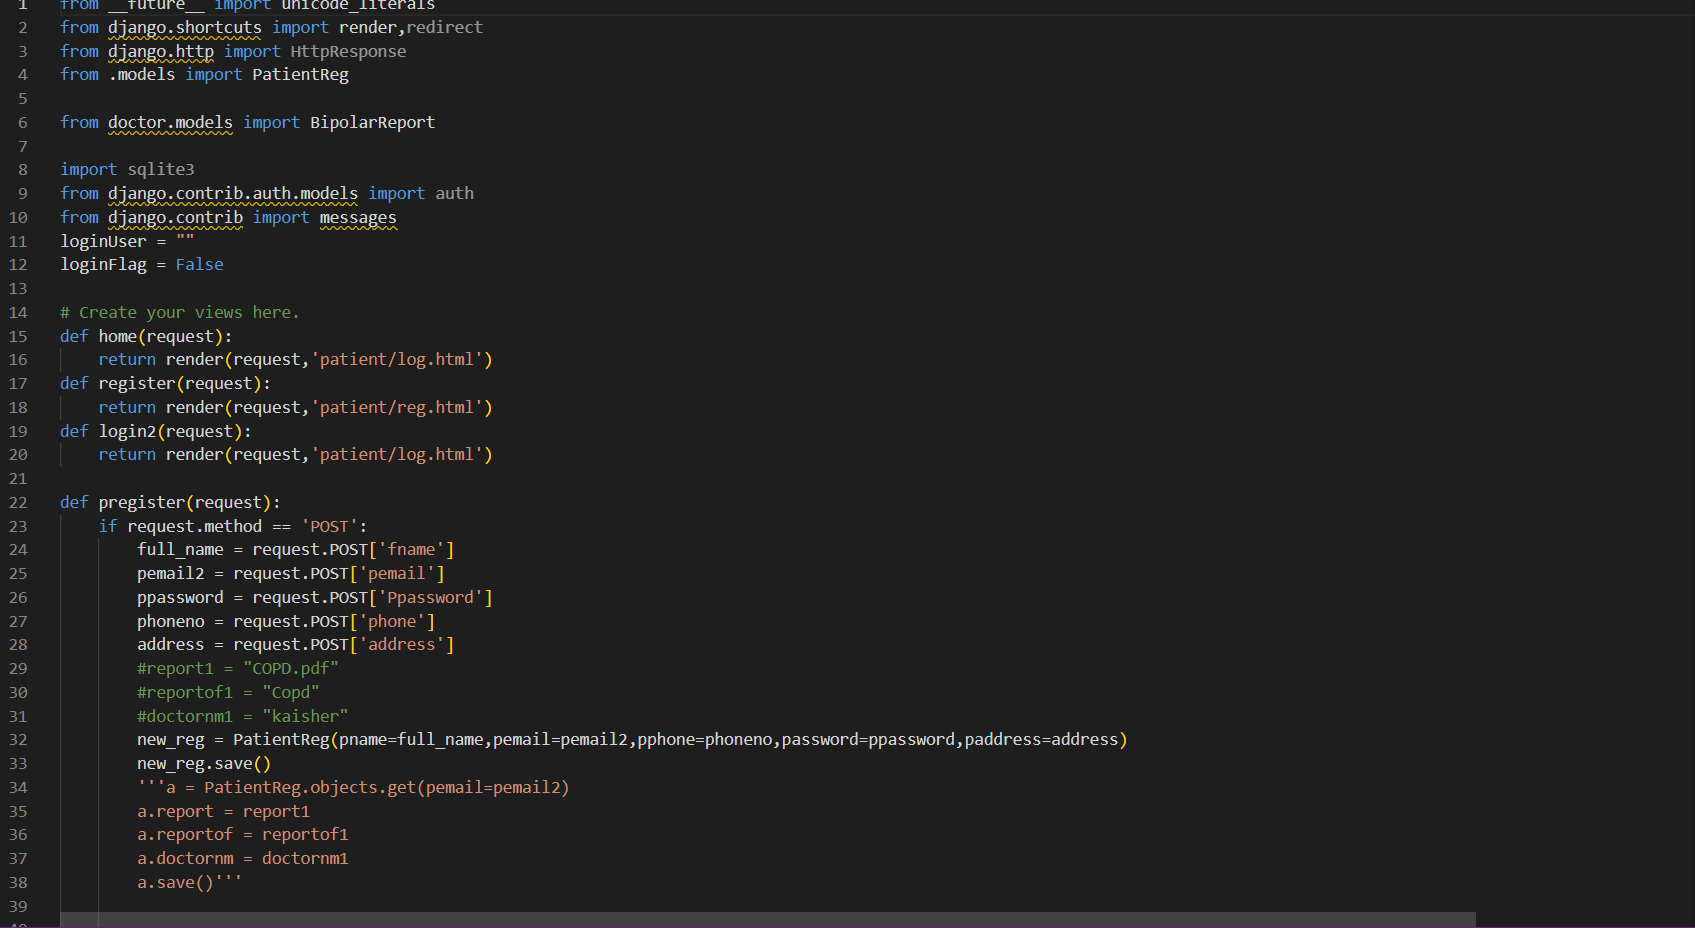 1 from __future__ import unicode_literals
2 from django.shortcuts import render,redirect
3 from django.http import HttpResponse
4 from .models import PatientReg
5
6 from doctor.models import BipolarReport
7
8 import sqlite3
9 from django.contrib.auth.models import auth
10 from django.contrib import messages
11 loginUser = ""
12 loginFlag = False
13
14 # Create your views here.
15 def home(request):
16     return render(request,'patient/log.html')
17 def register(request):
18     return render(request,'patient/reg.html')
19 def login2(request):
20     return render(request,'patient/log.html')
21
22 def pregister(request):
23     if request.method == 'POST':
24         full_name = request.POST['fname']
25         pemail2 = request.POST['pemail']
26         ppassword = request.POST['Ppassword']
27         phoneno = request.POST['phone']
28         address = request.POST['address']
29         #report1 = "COPD.pdf"
30         #reportof1 = "Copd"
31         #doctornm1 = "kaisher"
32         new_reg = PatientReg(pname=full_name,pemail=pemail2,pphone=phoneno,password=ppassword,paddress=address)
33         new_reg.save()
34         '''a = PatientReg.objects.get(pemail=pemail2)
35         a.report = report1
36         a.reportof = reportof1
37         a.doctornm = doctornm1
38         a.save()'''
39